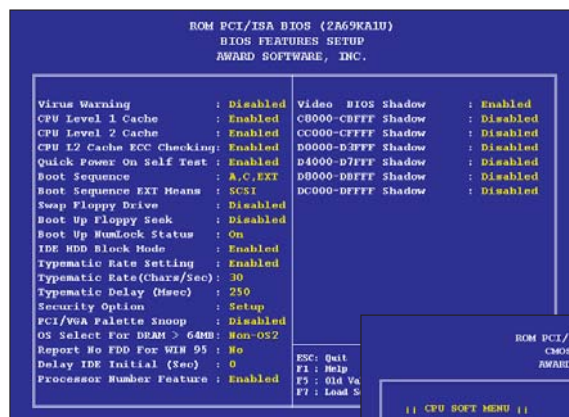 ROM PCI/ISA BIOS (2A69KA1U)
BIOS FEATURES SETUP
AWARD SOFTWARE, INC.
Virus Warning : Disabled
CPU Level 1 Cache : Enabled
CPU Level 2 Cache : Enabled
CPU L2 Cache ECC Checking: Enabled
Quick Power On Self Test : Enabled
Boot Sequence : A,C,EXT
Boot Sequence EXT Means : SCSI
Swap Floppy Drive : Disabled
Boot Up Floppy Seek : Disabled
Boot Up NumLock Status : On
IDE HDD Block Mode : Enabled
Typematic Rate Setting : Enabled
Typematic Rate(Chars/Sec): 30
Typematic Delay (Msec) : 250
Security Option : Setup
PCI/VGA Palette Snoop : Disabled
OS Select For DRAM > 64MB: Non-OS2
Report No FDD For WIN 95 : No
Delay IDE Initial (Sec) : 0
Processor Number Feature : Enabled
Video BIOS Shadow : Enabled
C8000-CBFFF Shadow : Disabled
CC000-CFFFF Shadow : Disabled
D0000-D3FFF Shadow : Disabled
D4000-D7FFF Shadow : Disabled
D8000-DBFFF Shadow : Disabled
DC000-DFFFF Shadow : Disabled
ESC: Quit
F1 : Help
F5 : Old Va
F7 : Load S
ROM PCI/
CMOS
AWARD
|| CPU SOFT MENU ||